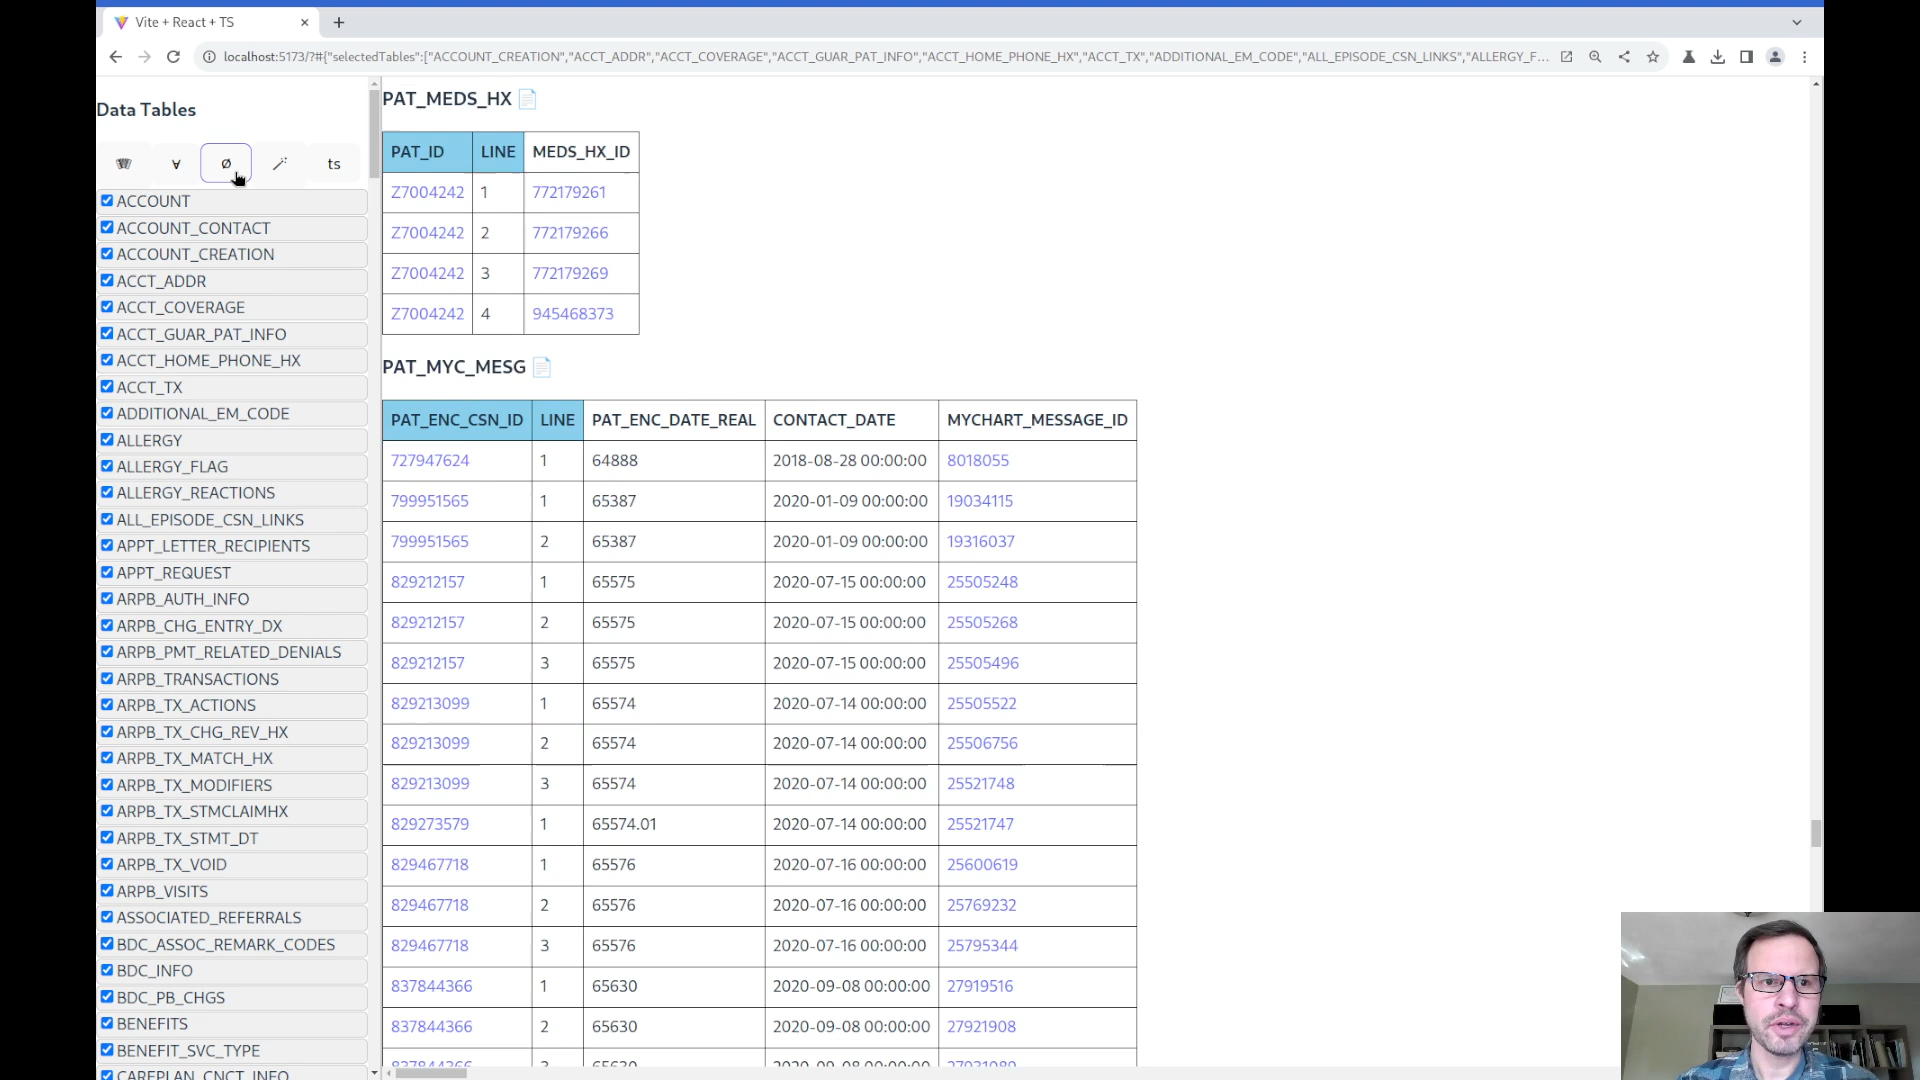 Vite + React + TS
localhost:5173/?#{"selectedTables":["ACCOUNT_CREATION","ACCT_ADDR","ACCT_COVERAGE","ACCT_GUAR_PAT_INFO","ACCT_HOME_PHONE_HX","ACCT_TX","ADDITIONAL_EM_CODE","ALL_EPISODE_CSN_LINKS","ALLERGY_F...
Data Tables
∀ Ø ts
ACCOUNT
ACCOUNT_CONTACT
ACCOUNT_CREATION
ACCT_ADDR
ACCT_COVERAGE
ACCT_GUAR_PAT_INFO
ACCT_HOME_PHONE_HX
ACCT_TX
ADDITIONAL_EM_CODE
ALLERGY
ALLERGY_FLAG
ALLERGY_REACTIONS
ALL_EPISODE_CSN_LINKS
APPT_LETTER_RECIPIENTS
APPT_REQUEST
ARPB_AUTH_INFO
ARPB_CHG_ENTRY_DX
ARPB_PMT_RELATED_DENIALS
ARPB_TRANSACTIONS
ARPB_TX_ACTIONS
ARPB_TX_CHG_REV_HX
ARPB_TX_MATCH_HX
ARPB_TX_MODIFIERS
ARPB_TX_STMCLAIMHX
ARPB_TX_STMT_DT
ARPB_TX_VOID
ARPB_VISITS
ASSOCIATED_REFERRALS
BDC_ASSOC_REMARK_CODES
BDC_INFO
BDC_PB_CHGS
BENEFITS
BENEFIT_SVC_TYPE
CAREPLAN_CNCT_INFO
PAT_MEDS_HX
PAT_ID LINE MEDS_HX_ID
Z7004242 1 772179261
Z7004242 2 772179266
Z7004242 3 772179269
Z7004242 4 945468373
PAT_MYC_MESG
PAT_ENC_CSN_ID LINE PAT_ENC_DATE_REAL CONTACT_DATE MYCHART_MESSAGE_ID
727947624 1 64888 2018-08-28 00:00:00 8018055
799951565 1 65387 2020-01-09 00:00:00 19034115
799951565 2 65387 2020-01-09 00:00:00 19316037
829212157 1 65575 2020-07-15 00:00:00 25505248
829212157 2 65575 2020-07-15 00:00:00 25505268
829212157 3 65575 2020-07-15 00:00:00 25505496
829213099 1 65574 2020-07-14 00:00:00 25505522
829213099 2 65574 2020-07-14 00:00:00 25506756
829213099 3 65574 2020-07-14 00:00:00 25521748
829273579 1 65574.01 2020-07-14 00:00:00 25521747
829467718 1 65576 2020-07-16 00:00:00 25600619
829467718 2 65576 2020-07-16 00:00:00 25769232
829467718 3 65576 2020-07-16 00:00:00 25795344
837844366 1 65630 2020-09-08 00:00:00 27919516
837844366 2 65630 2020-09-08 00:00:00 27921908
837844366 3 65630 2020-09-08 00:00:00